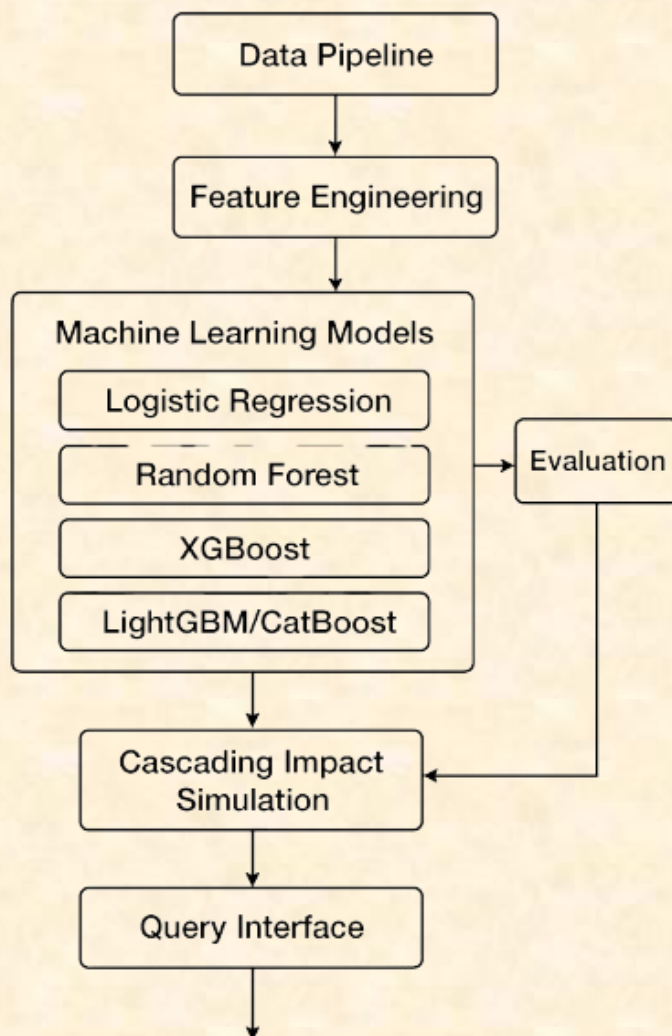 Data Pipeline
Feature Engineering
Machine Learning Models
Logistic Regression
Random Forest
XGBoost
LightGBM/CatBoost
Evaluation
Cascading Impact
Simulation
Query Interface